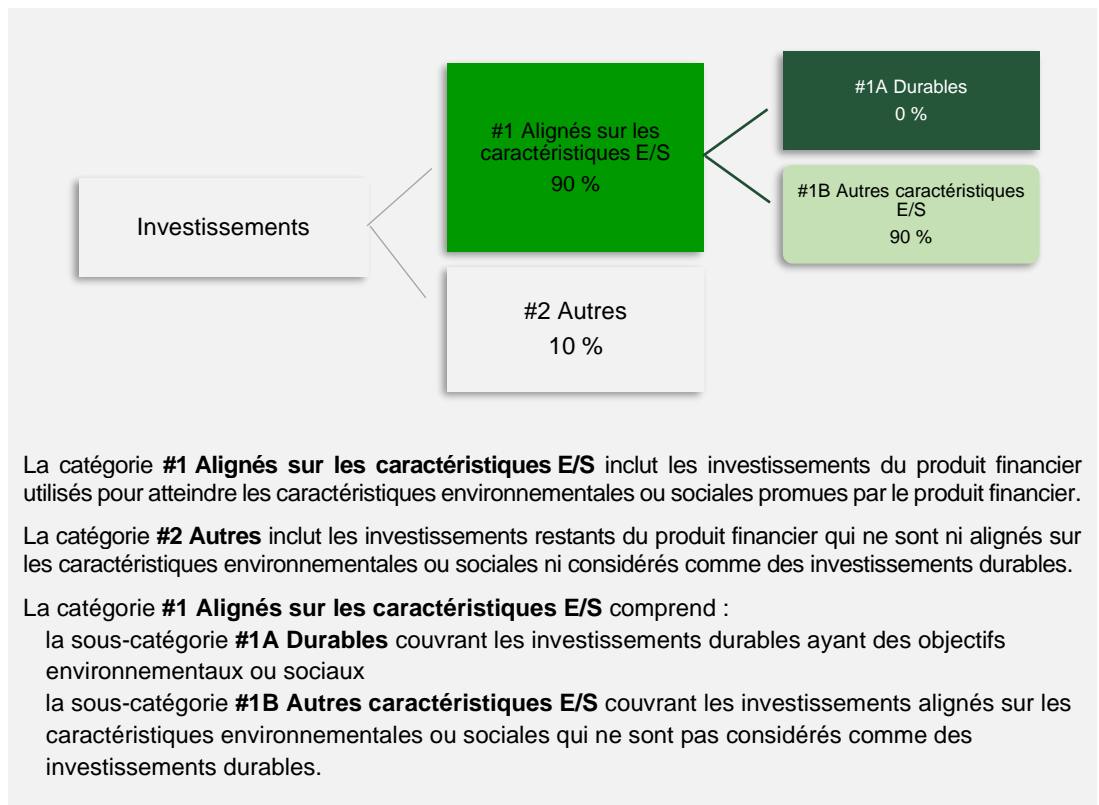 #1A Durables
0 %
#1 Alignés sur les
caractéristiques E/S
90 %
#1B Autres caractéristiques
E/S
90 %
Investissements
#2 Autres
10 %
La catégorie #1 Alignés sur les caractéristiques E/S inclut les investissements du produit financier
utilisés pour atteindre les caractéristiques environnementales ou sociales promues par le produit financier.
La catégorie #2 Autres inclut les investissements restants du produit financier qui ne sont ni alignés sur
les caractéristiques environnementales ou sociales ni considérés comme des investissements durables.
La catégorie #1 Alignés sur les caractéristiques E/S comprend :
la sous-catégorie #1A Durables couvrant les investissements durables ayant des objectifs
environnementaux ou sociaux
la sous-catégorie #1B Autres caractéristiques E/S couvrant les investissements alignés sur les
caractéristiques environnementales ou sociales qui ne sont pas considérés comme des
investissements durables.